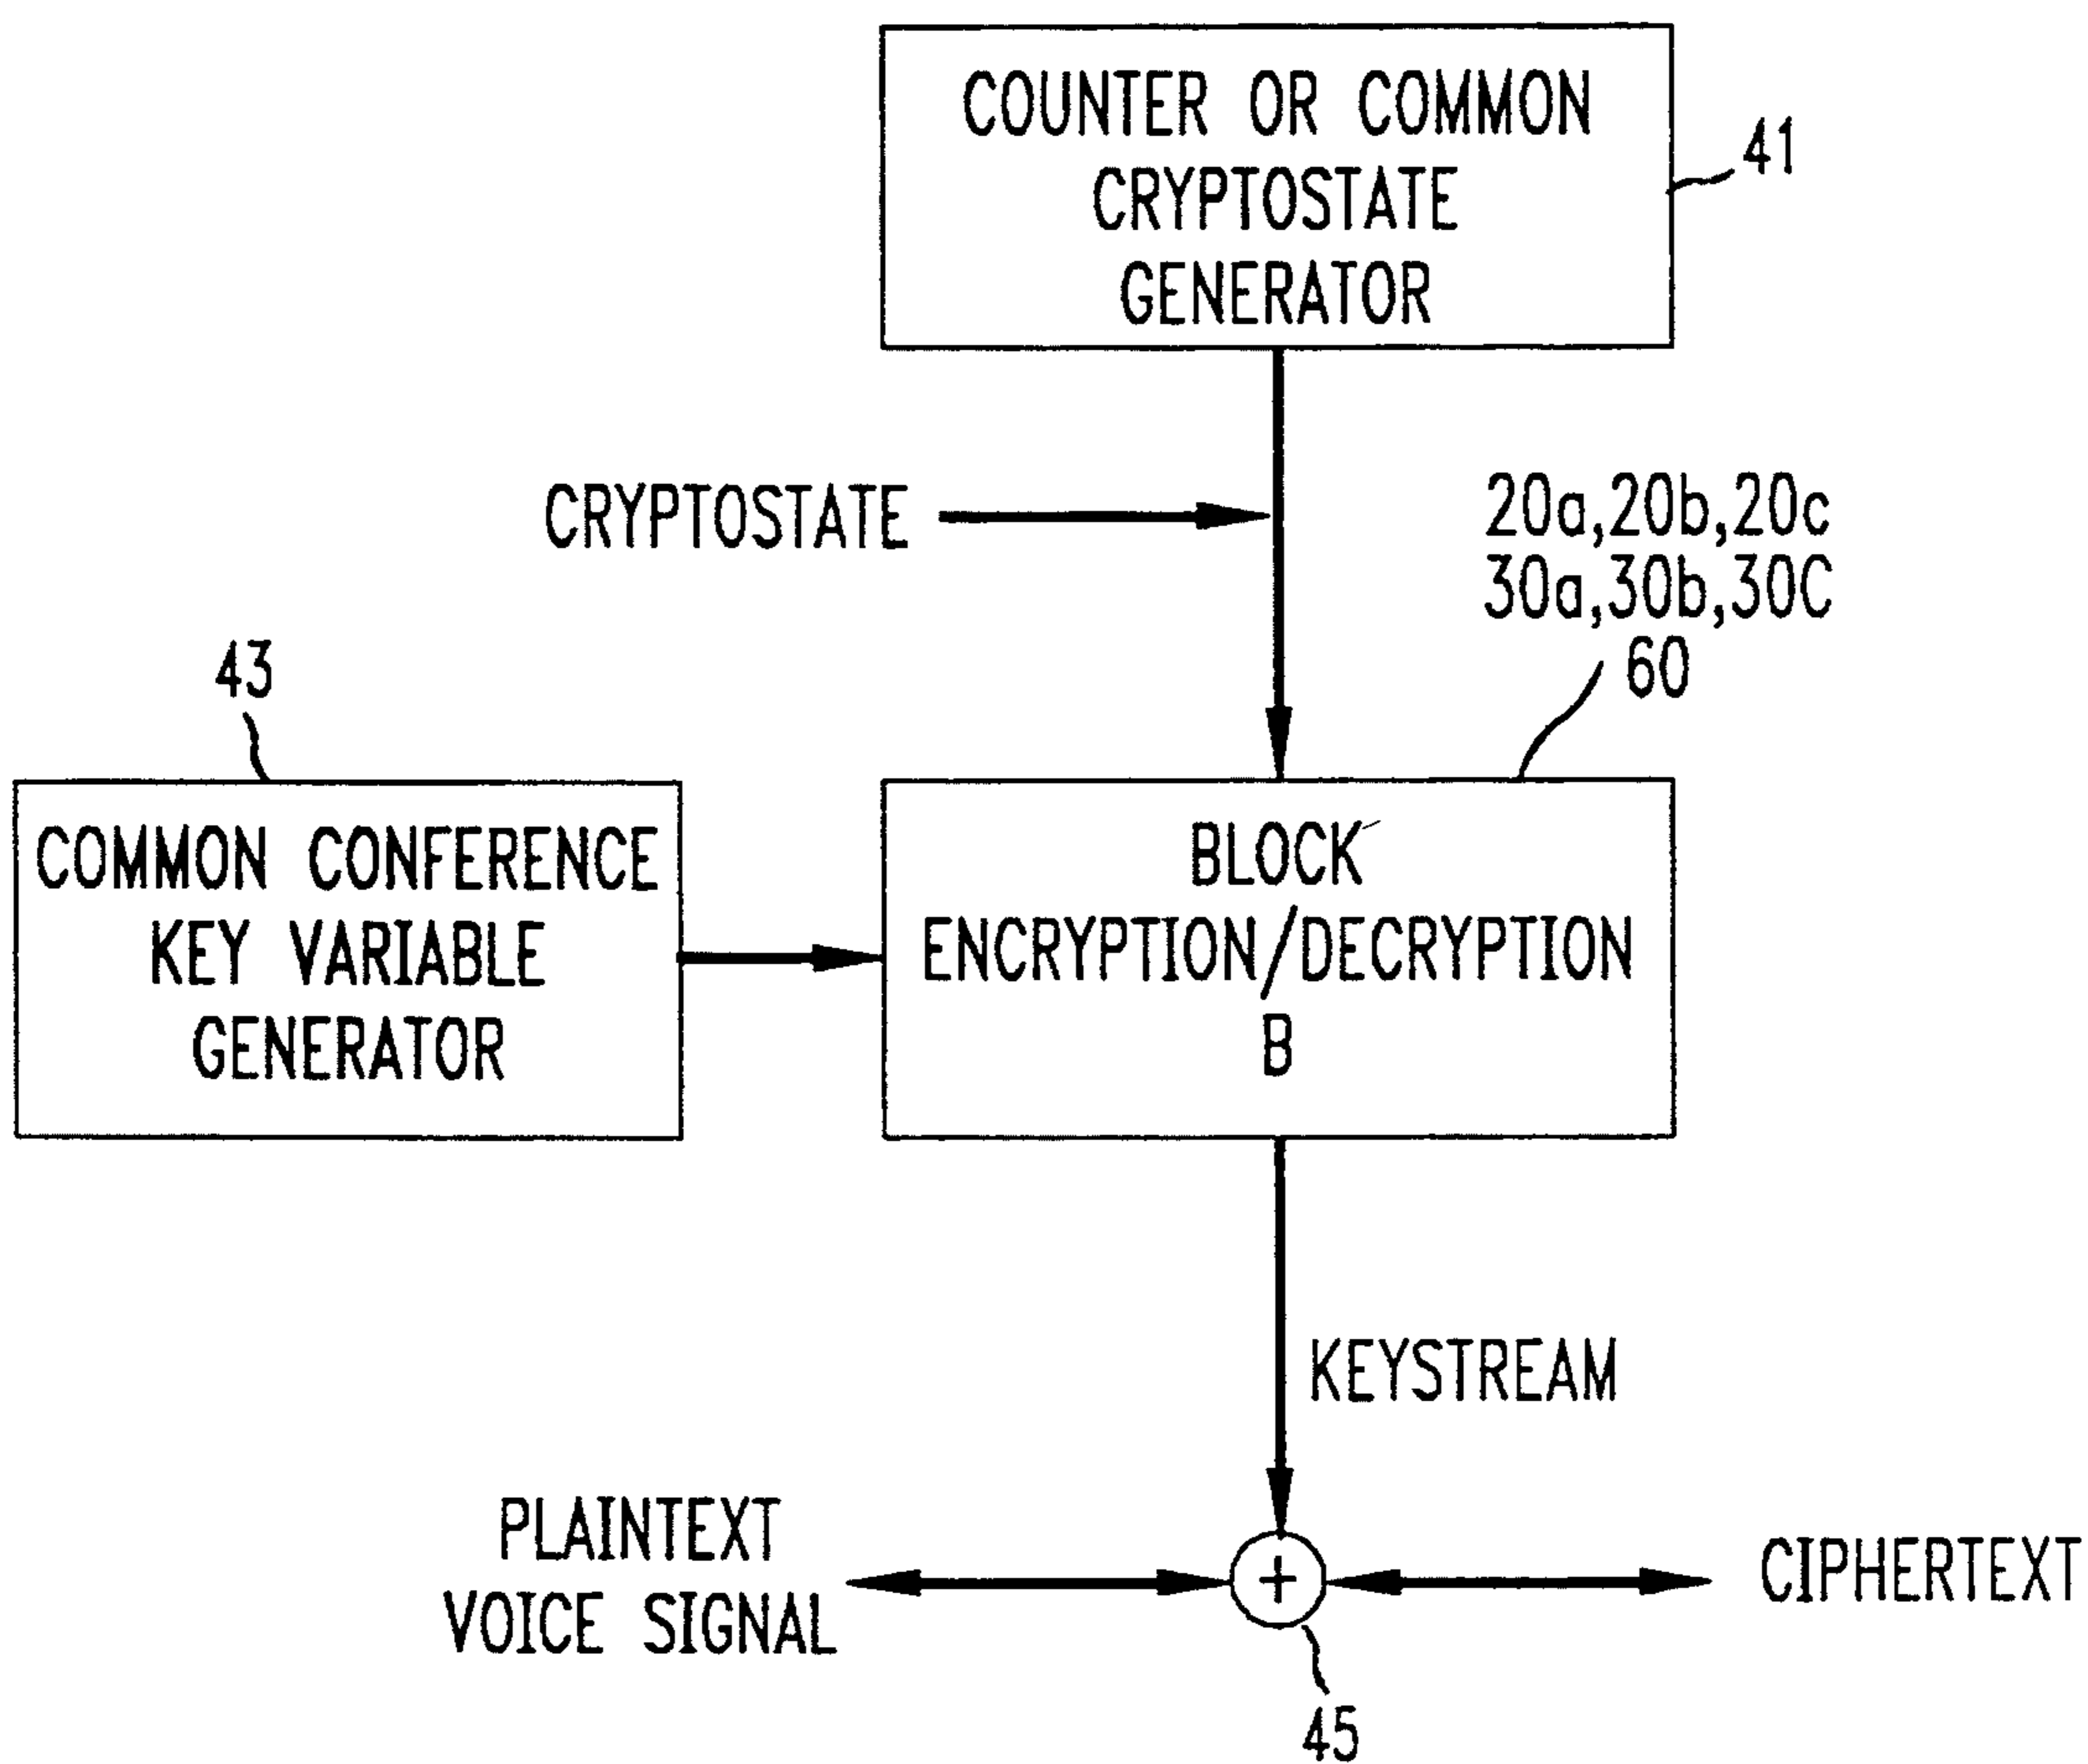 COUNTER OR COMMON
CRYPTOSTATE
GENERATOR
41
CRYPTOSTATE
20a,20b,20c
30a,30b,30C
60
43
COMMON CONFERENCE
KEY VARIABLE
GENERATOR
BLOCK
ENCRYPTION/DECRYPTION
B
KEYSTREAM
PLAINTEXT
VOICE SIGNAL
+
CIPHERTEXT
45